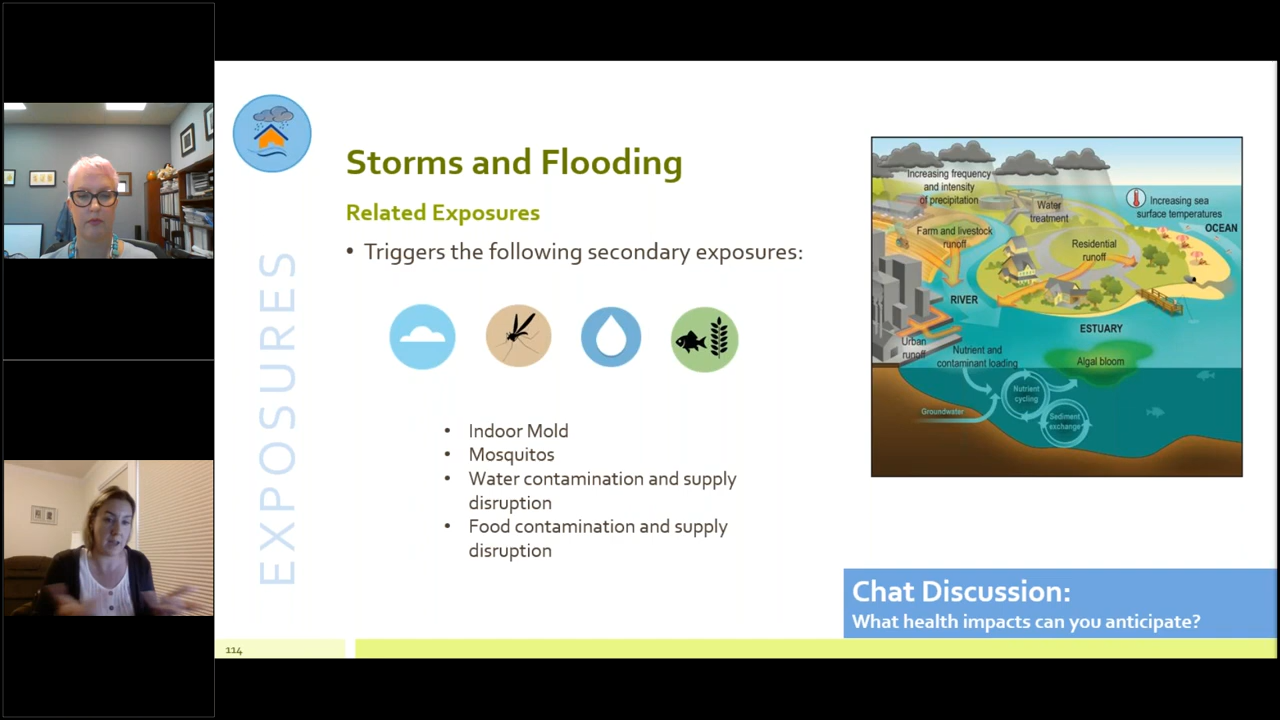 Storms and Flooding
Related Exposures
• Triggers the following secondary exposures:
EXPOSURES
• Indoor Mold
• Mosquitos
• Water contamination and supply
disruption
• Food contamination and supply
disruption
Increasing frequency
and intensity
of precipitation
Water
treatment
Increasing sea
surface temperatures
OCEAN
Farm and livestock
runoff
Residential
runoff
RIVER
ESTUARY
Urban
runoff
Nutrient and
contaminant loading
Algal bloom
Nutrient
cycling
Groundwater
Sediment
exchange
Chat Discussion:
What health impacts can you anticipate?
114